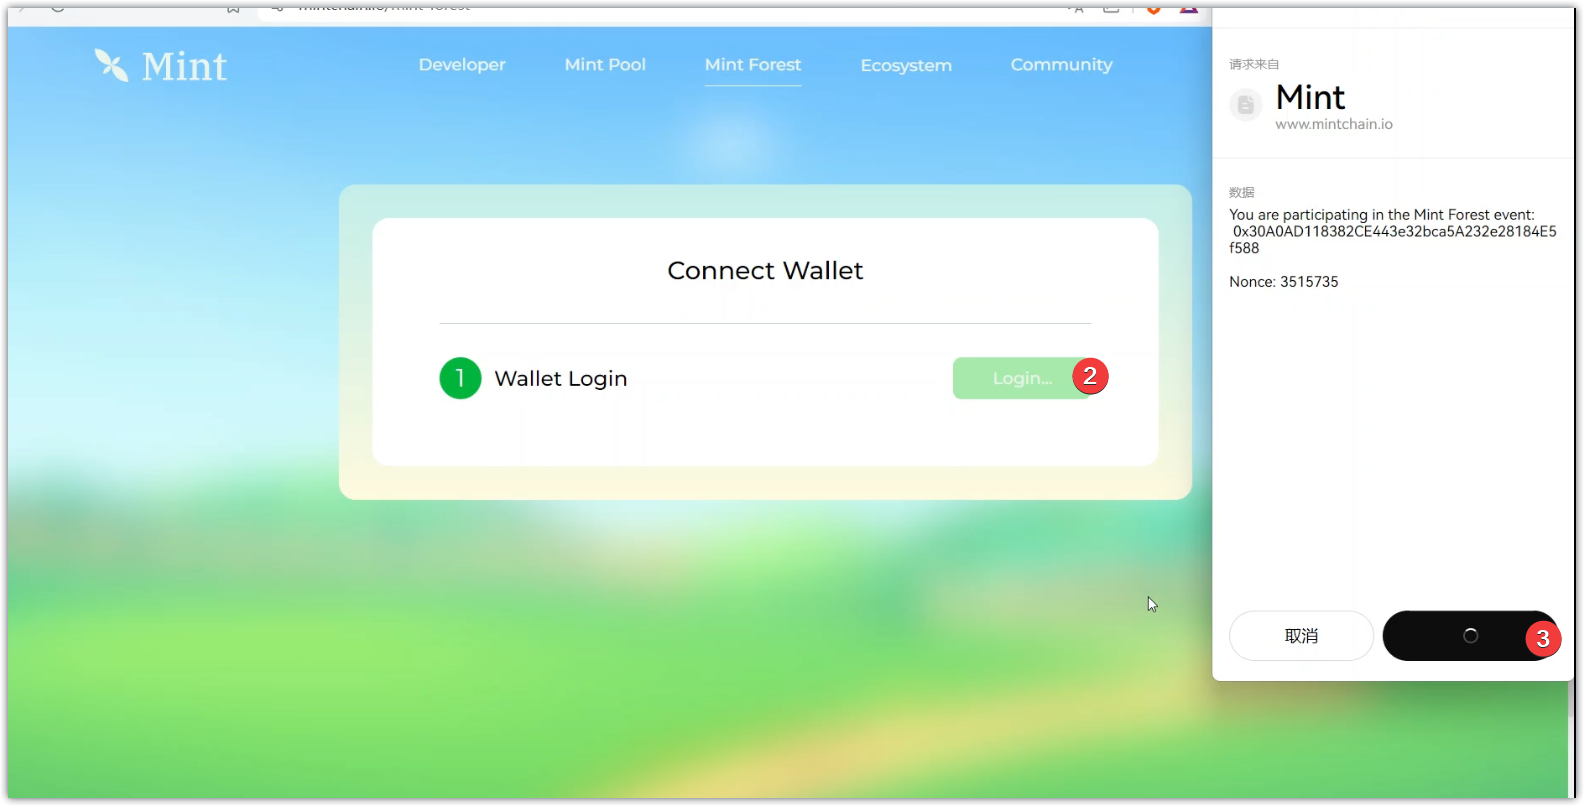 Mint
Developer
Mint Pool
Mint Forest
Ecosystem
Community
Connect Wallet
1
Wallet Login
Login...
2
请求来自
Mint
www.mintchain.io
数据
You are participating in the Mint Forest event:
0x30A0AD118382CE443e32bca5A232e28184E5
f588
Nonce: 3515735
取消
3